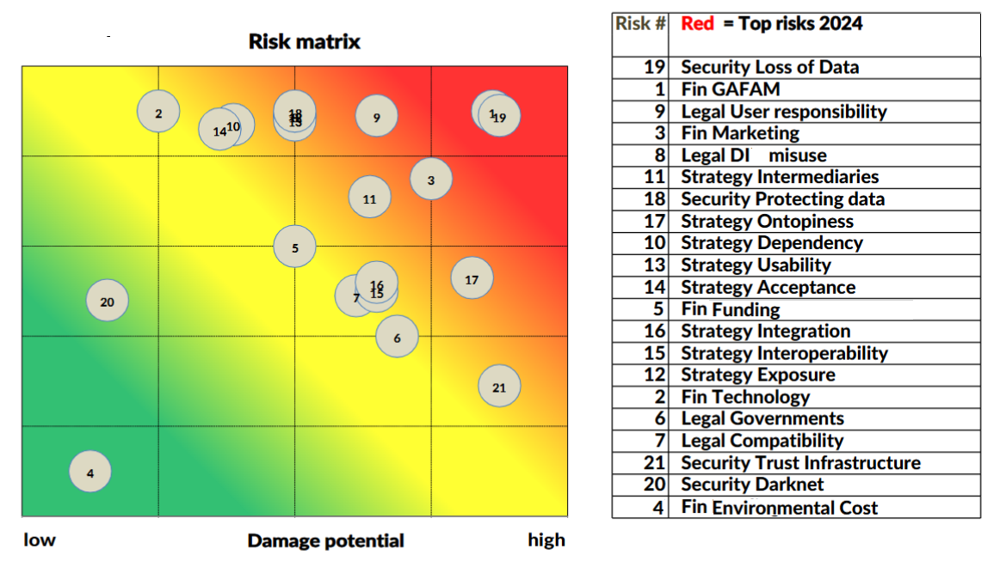 Risk matrix
2
14
10
18
13
9
1
19
3
11
5
20
16
7
15
17
6
21
4
low
Damage potential
high
Risk # Red = Top risks 2024
19 Security Loss of Data
1 Fin GAFAM
9 Legal User responsibility
3 Fin Marketing
8 Legal DI misuse
11 Strategy Intermediaries
18 Security Protecting data
17 Strategy Ontopiness
10 Strategy Dependency
13 Strategy Usability
14 Strategy Acceptance
5 Fin Funding
16 Strategy Integration
15 Strategy Interoperability
12 Strategy Exposure
2 Fin Technology
6 Legal Governments
7 Legal Compatibility
21 Security Trust Infrastructure
20 Security Darknet
4 Fin Environmental Cost